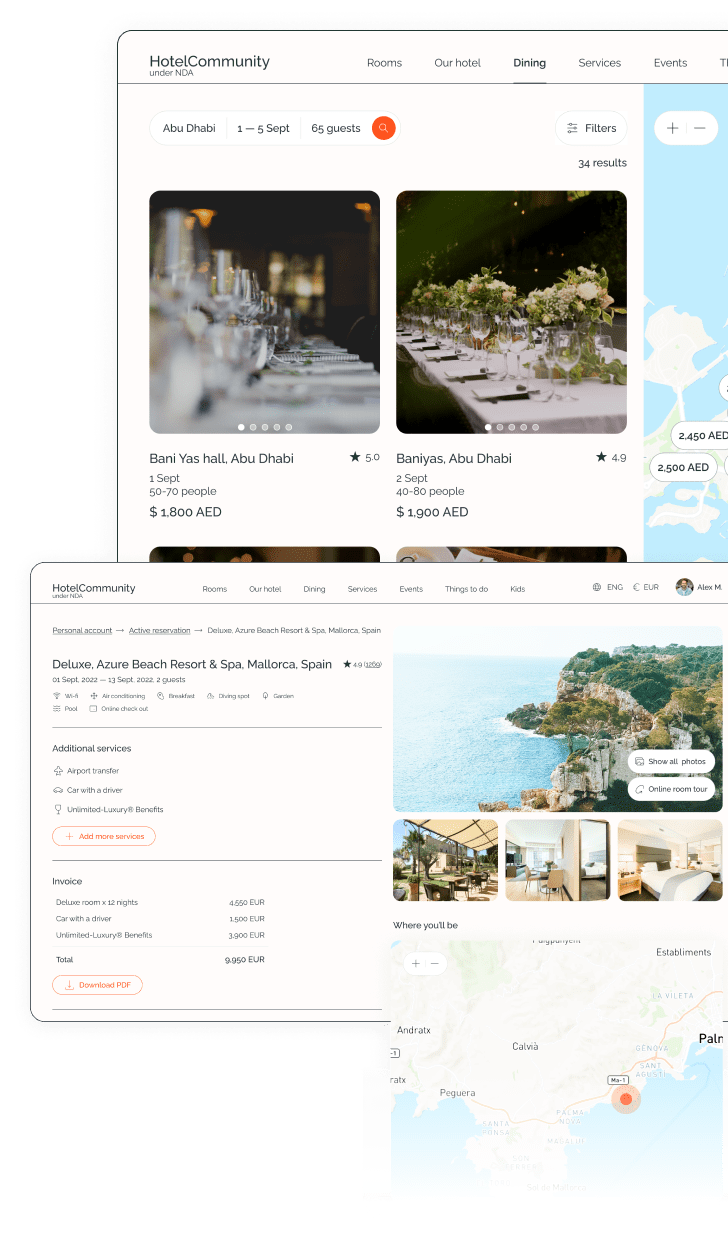 HotelCommunity
under NDA
Rooms Our hotel Dining Services Events
Abu Dhabi 1 — 5 Sept 65 guests Filters
34 results
2,450 AED
2,500 AED
Bani Yas hall, Abu Dhabi 5.0
1 Sept
50-70 people
$ 1,800 AED
Baniyas, Abu Dhabi 4.9
2 Sept
40-80 people
$ 1,900 AED
HotelCommunity
under NDA
Rooms Our hotel Dining Services Events Things to do Kids ENG EUR Alex M.
Personal account → Active reservation → Deluxe, Azure Beach Resort & Spa, Mallorca, Spain
Deluxe, Azure Beach Resort & Spa, Mallorca, Spain 4.9 (1269)
01 Sept, 2022 — 13 Sept. 2022, 2 guests
Wi-fi Air conditioning Breakfast Diving spot Garden
Pool Online check out
Additional services
Airport transfer
Car with a driver
Unlimited-Luxury® Benefits
Add more services
Invoice
Deluxe room x 12 nights 4,550 EUR
Car with a driver 1,500 EUR
Unlimited-Luxury® Benefits 3,900 EUR
Total 9,950 EUR
Download PDF
Show all photos
Online room tour
Where you'll be
Puigpunyent
Establiments
LA VILETA
Andratx
Calvià
GÈNOVA
SANT
AGUSTÍ
Ma-1
Peguera
PALMA
NOVA
SANTA
PONSA
MAGALUF
SON
FERRER
Sol de Mallorca